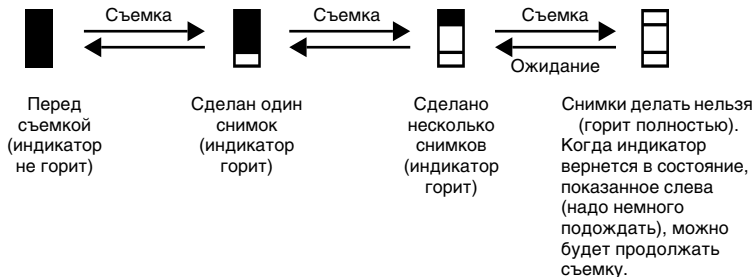 Съемка
Съемка
Съемка
Ожидание
Перед
съемкой
(индикатор
не горит)
Сделан один
снимок
(индикатор
горит)
Сделано
несколько
снимков
(индикатор
горит)
Снимки делать нельзя
(горит полностью).
Когда индикатор
вернется в состояние,
показанное слева
(надо немного
подождать), можно
будет продолжать
съемку.